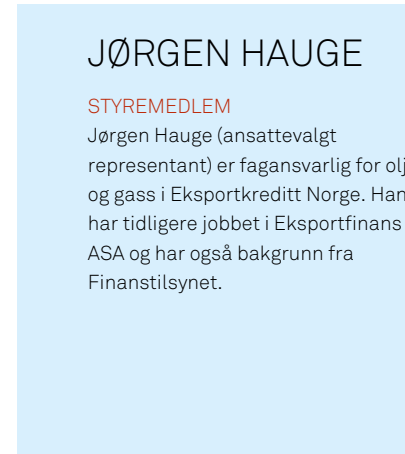 JØRGEN HAUGE
STYREMEDLEM
Jørgen Hauge (ansattevalgt
representant) er fagansvarlig for olj
og gass i Eksportkreditt Norge. Han
har tidligere jobbet i Eksportfinans
ASA og har også bakgrunn fra
Finanstilsynet.